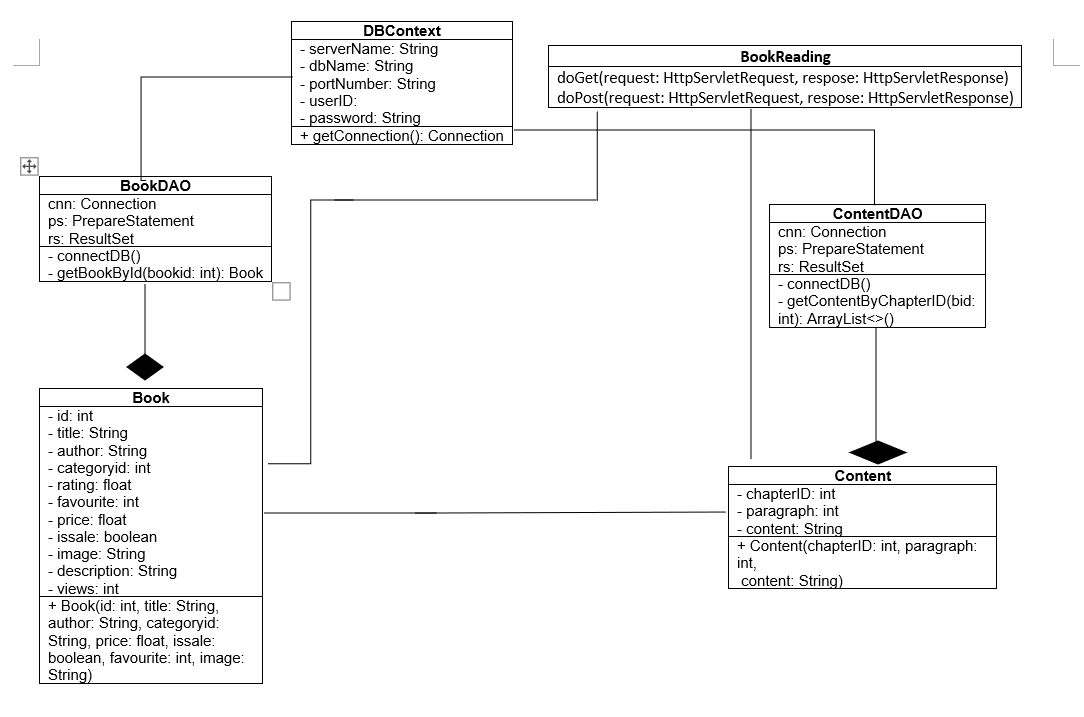 DBContext
- serverName: String
- dbName: String
- portNumber: String
- userID:
- password: String
+ getConnection(): Connection
BookReading
doGet(request: HttpServletRequest, respose: HttpServletResponse)
doPost(request: HttpServletRequest, respose: HttpServletResponse)
BookDAO
cnn: Connection
ps: PrepareStatement
rs: ResultSet
- connectDB()
- getBookById(bookid: int): Book
ContentDAO
cnn: Connection
ps: PrepareStatement
rs: ResultSet
- connectDB()
- getContentByChapterID(bid:
int): ArrayList<>()
Book
- id: int
- title: String
- author: String
- categoryid: int
- rating: float
- favourite: int
- price: float
- issale: boolean
- image: String
- description: String
- views: int
+ Book(id: int, title: String,
author: String, categoryid:
String, price: float, issale:
boolean, favourite: int, image:
String)
Content
- chapterID: int
- paragraph: int
- content: String
+ Content(chapterID: int, paragraph:
int,
content: String)